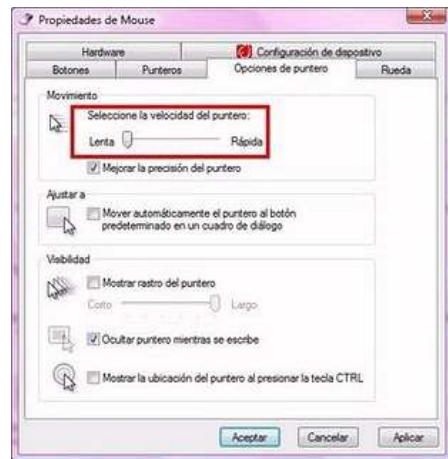 Propiedades de Mouse
Hardware
Configuración de dispositivo
Botones
Punteros
Opciones de puntero
Rueda
Movimiento
Seleccione la velocidad del puntero:
Lenta
Rápida
Mejorar la precisión del puntero
Ajustar a
Mover automáticamente el puntero al botón
predeterminado en un cuadro de diálogo
Visibilidad
Mostrar rastro del puntero
Corto
Largo
Ocultar puntero mientras se escribe
Mostrar la ubicación del puntero al presionar la tecla CTRL
Aceptar
Cancelar
Aplicar